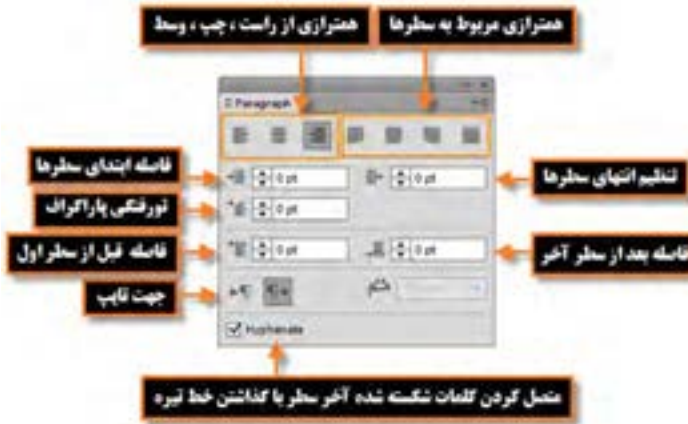 همترازی مربوط به سطرها
همترازی از راست ، چپ ، وسط
Paragraph
فاصله ابتدای سطرها
0 pt
0 pt
تنظیم انتهای سطرها
تورفتگی پاراگراف
0 pt
فاصله قبل از سطر اول
0 pt
0 pt
فاصله بعد از سطر آخر
جهت تایپ
Hyphenate
متصل کردن کلمات شکسته شده آخر سطر با گذاشتن خط تیره